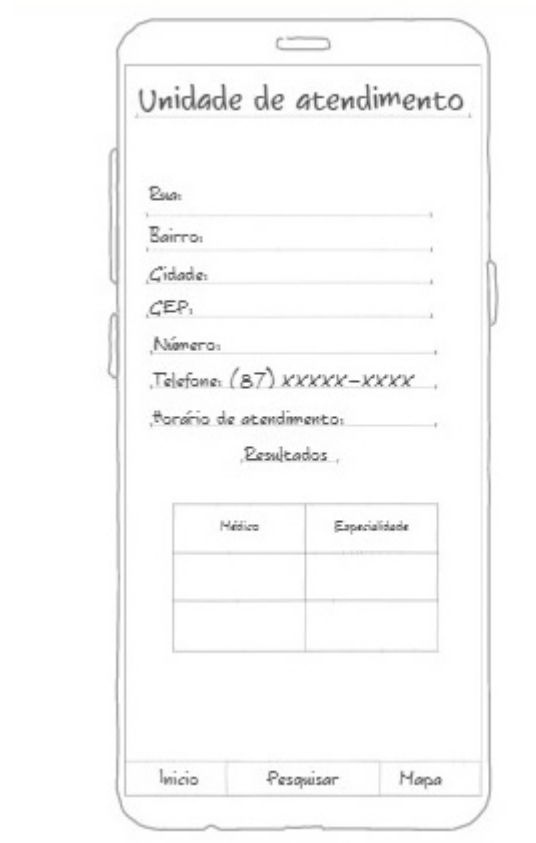 Unidade de atendimento
Rua:
Bairro:
Cidade:
CEP:
Número:
Telefone: (87) XXXXX-XXXX
Horário de atendimento:
Resultados
Médico Especialidade
Inicio Pesquisar Mapa